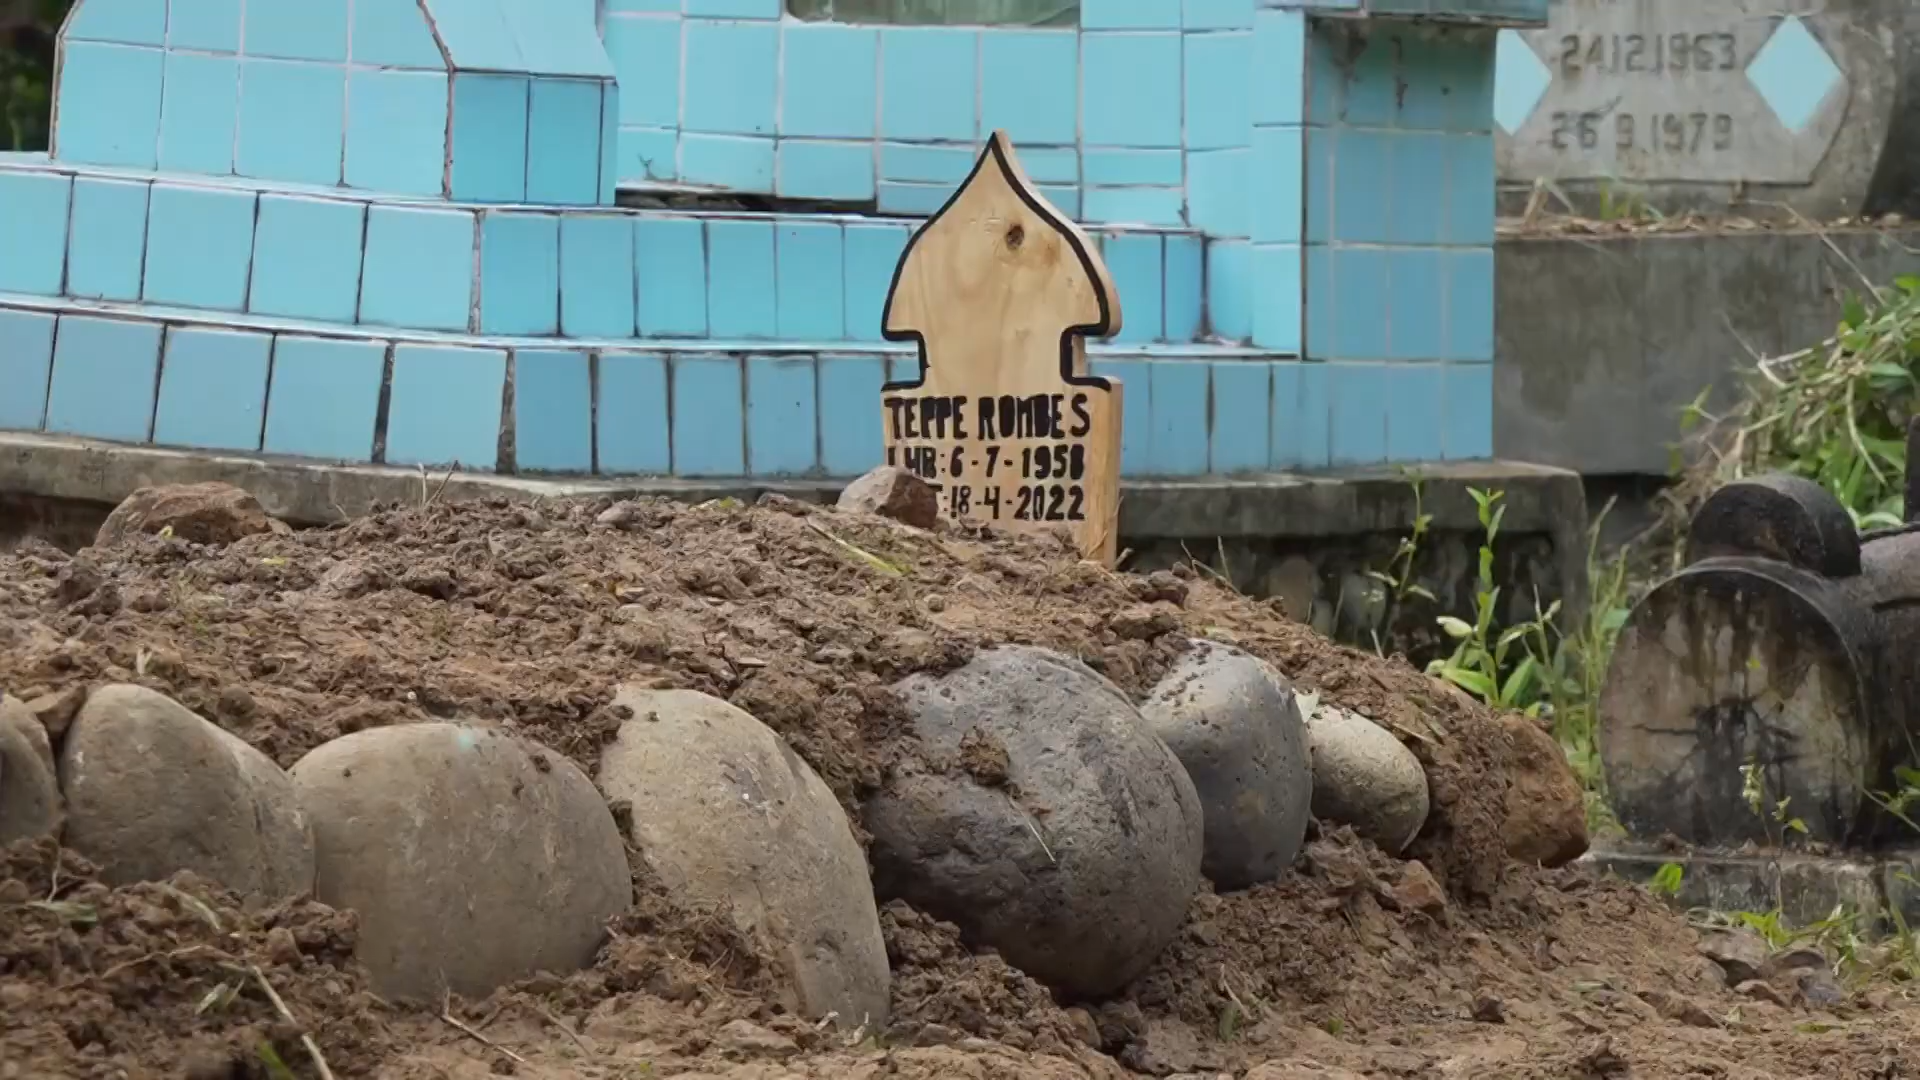 24.12.1963
26.9.1979
TEPPE ROMBES
LHR: 6-7-1958
T: 18-4-2022